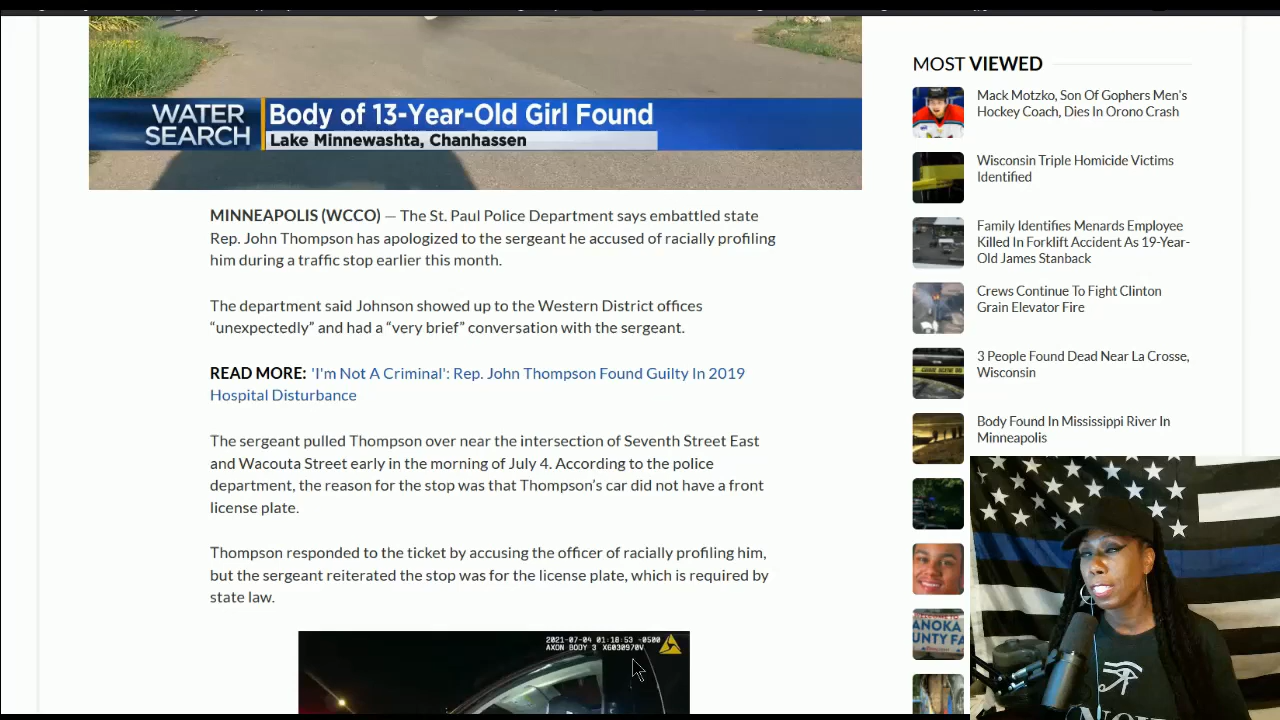 WATER
SEARCH
Body of 13-Year-Old Girl Found
Lake Minnewashta, Chanhassen
MINNEAPOLIS (WCCO) — The St. Paul Police Department says embattled state
Rep. John Thompson has apologized to the sergeant he accused of racially profiling
him during a traffic stop earlier this month.
The department said Johnson showed up to the Western District offices
“unexpectedly” and had a “very brief” conversation with the sergeant.
READ MORE: 'I'm Not A Criminal': Rep. John Thompson Found Guilty In 2019
Hospital Disturbance
The sergeant pulled Thompson over near the intersection of Seventh Street East
and Wacouta Street early in the morning of July 4. According to the police
department, the reason for the stop was that Thompson’s car did not have a front
license plate.
Thompson responded to the ticket by accusing the officer of racially profiling him,
but the sergeant reiterated the stop was for the license plate, which is required by
state law.
2021-07-04 01:18:53 -0500
AXON BODY 3 X6030970V
MOST VIEWED
Mack Motzko, Son Of Gophers Men's
Hockey Coach, Dies In Orono Crash
Wisconsin Triple Homicide Victims
Identified
Family Identifies Menards Employee
Killed In Forklift Accident As 19-Year-
Old James Stanback
Crews Continue To Fight Clinton
Grain Elevator Fire
3 People Found Dead Near La Crosse,
Wisconsin
Body Found In Mississippi River In
Minneapolis
ANOKA
UNTY FA